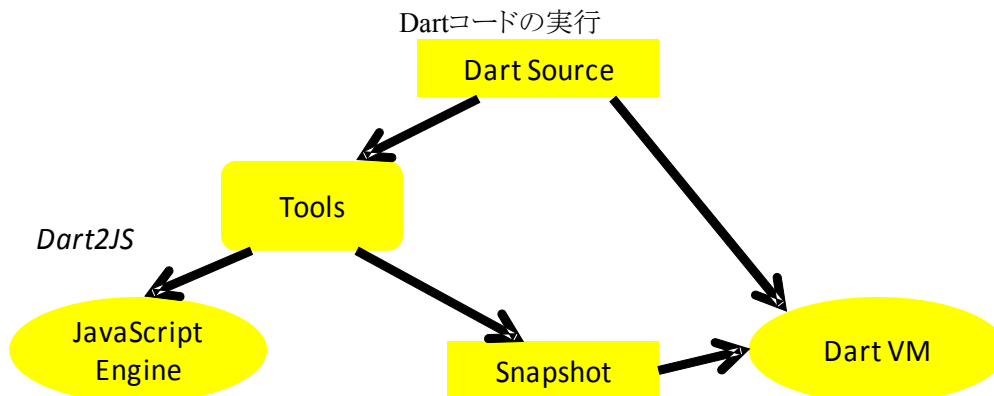 Dartコードの実行
Dart Source
Tools
Dart2JS
JavaScript
Engine
Snapshot
Dart VM